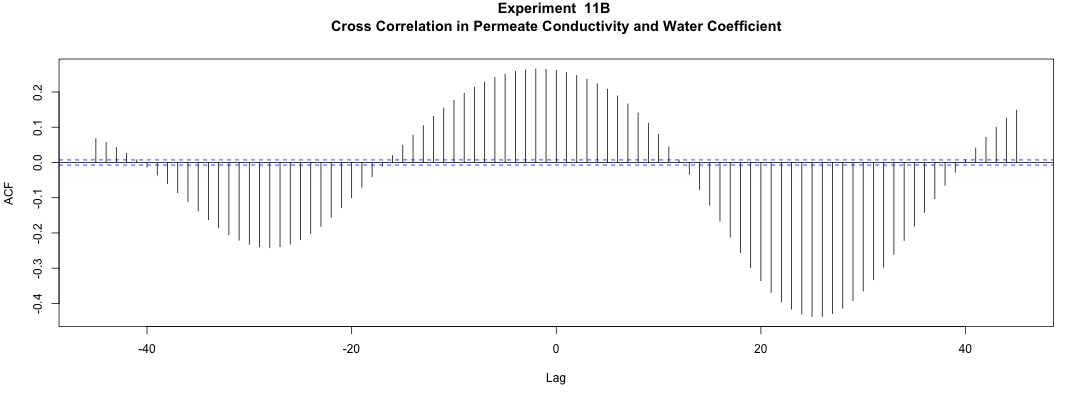 Experiment 11B
Cross Correlation in Permeate Conductivity and Water Coefficient
ACF
0.2
0.1
0.0
-0.1
-0.2
-0.3
-0.4
-40 -20 0 20 40
Lag